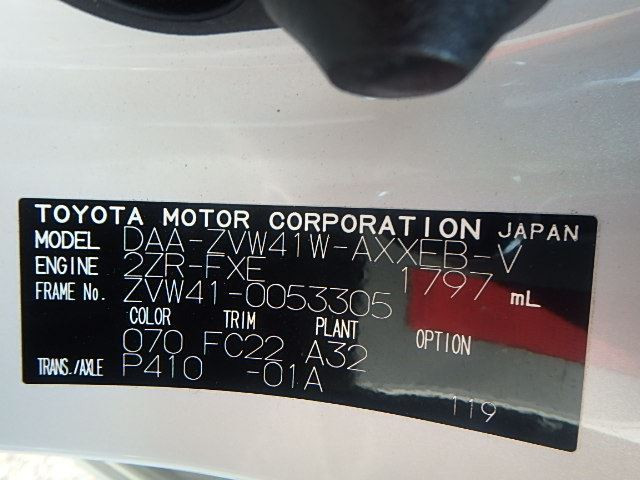 TOYOTA MOTOR CORPORATION JAPAN
MODEL DAA-ZVW41W-AXXEB-V
ENGINE 2ZR-FXE 1797 mL
FRAME No. ZVW41-0053305
COLOR TRIM PLANT OPTION
070 FC22 A32
TRANS./AXLE P410 -01A
119